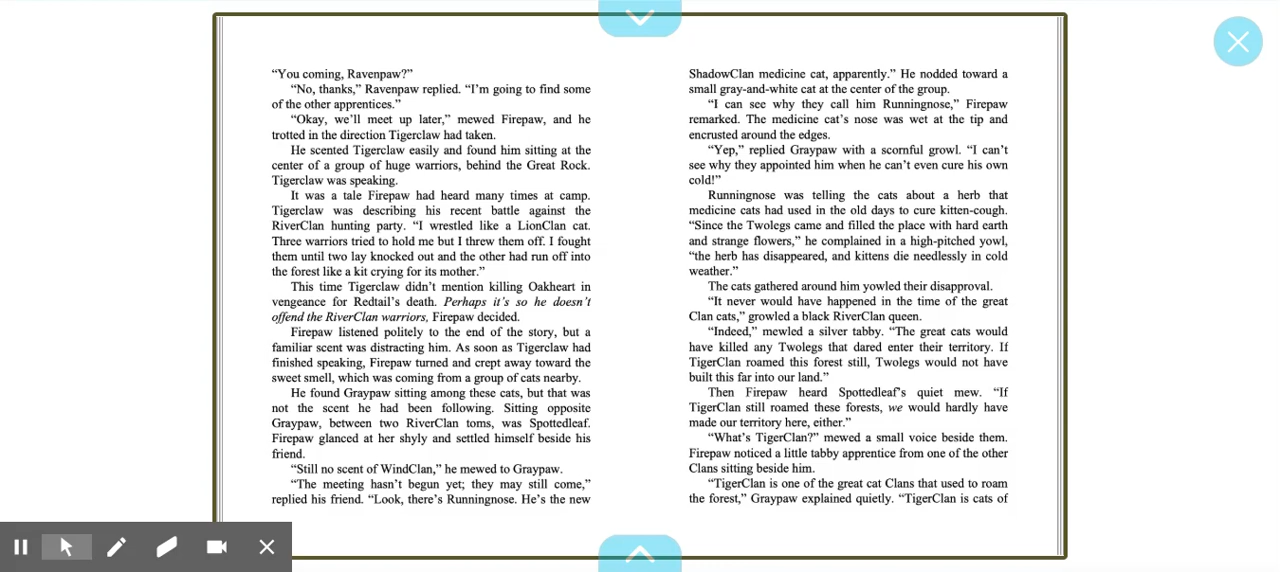 “You coming, Ravenpaw?”
“No, thanks,” Ravenpaw replied. “I’m going to find some
of the other apprentices.”
“Okay, we’ll meet up later,” mewed Firepaw, and he
trotted in the direction Tigerclaw had taken.
He scented Tigerclaw easily and found him sitting at the
center of a group of huge warriors, behind the Great Rock.
Tigerclaw was speaking.
It was a tale Firepaw had heard many times at camp.
Tigerclaw was describing his recent battle against the
RiverClan hunting party. “I wrestled like a LionClan cat.
Three warriors tried to hold me but I threw them off. I fought
them until two lay knocked out and the other had run off into
the forest like a kit crying for its mother.”
This time Tigerclaw didn’t mention killing Oakheart in
vengeance for Redtail’s death. Perhaps it’s so he doesn’t
offend the RiverClan warriors, Firepaw decided.
Firepaw listened politely to the end of the story, but a
familiar scent was distracting him. As soon as Tigerclaw had
finished speaking, Firepaw turned and crept away toward the
sweet smell, which was coming from a group of cats nearby.
He found Graypaw sitting among these cats, but that was
not the scent he had been following. Sitting opposite
Graypaw, between two RiverClan toms, was Spottedleaf.
Firepaw glanced at her shyly and settled himself beside his
friend.
“Still no scent of WindClan,” he mewed to Graypaw.
“The meeting hasn’t begun yet; they may still come,”
replied his friend. “Look, there’s Runningnose. He’s the new
ShadowClan medicine cat, apparently.” He nodded toward a
small gray-and-white cat at the center of the group.
“I can see why they call him Runningnose,” Firepaw
remarked. The medicine cat’s nose was wet at the tip and
encrusted around the edges.
“Yep,” replied Graypaw with a scornful growl. “I can’t
see why they appointed him when he can’t even cure his own
cold!”
Runningnose was telling the cats about a herb that
medicine cats had used in the old days to cure kitten-cough.
“Since the Twolegs came and filled the place with hard earth
and strange flowers,” he complained in a high-pitched yowl,
“the herb has disappeared, and kittens die needlessly in cold
weather.”
The cats gathered around him yowled their disapproval.
“It never would have happened in the time of the great
Clan cats,” growled a black RiverClan queen.
“Indeed,” mewled a silver tabby. “The great cats would
have killed any Twolegs that dared enter their territory. If
TigerClan roamed this forest still, Twolegs would not have
built this far into our land.”
Then Firepaw heard Spottedleaf’s quiet mew. “If
TigerClan still roamed these forests, we would hardly have
made our territory here, either.”
“What’s TigerClan?” mewed a small voice beside them.
Firepaw noticed a little tabby apprentice from one of the other
Clans sitting beside him.
“TigerClan is one of the great cat Clans that used to roam
the forest,” Graypaw explained quietly. “TigerClan is cats of